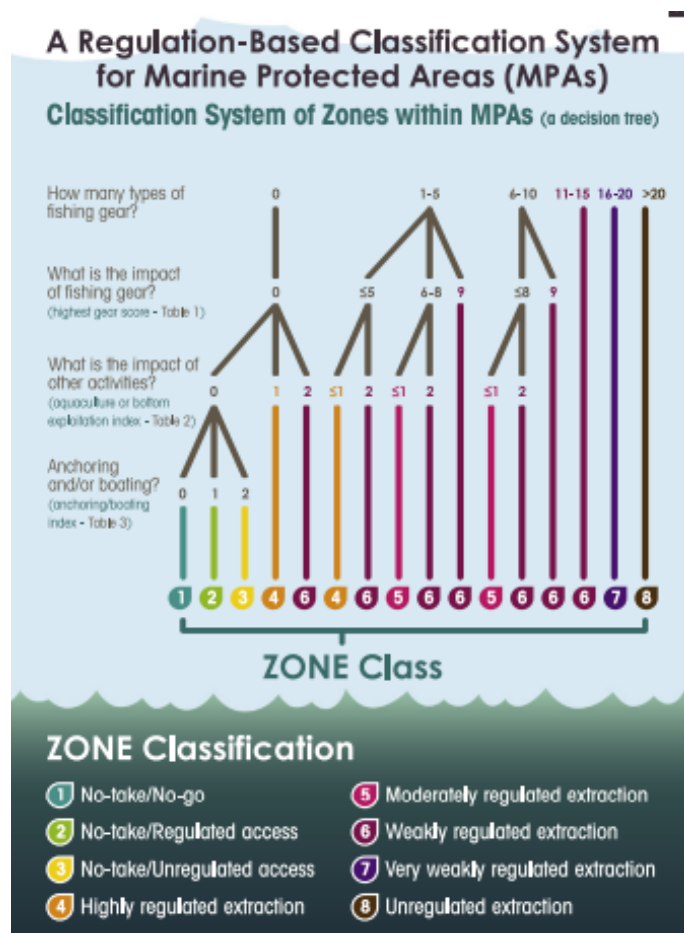 A Regulation-Based Classification System
for Marine Protected Areas (MPAs)
Classification System of Zones within MPAs (a decision tree)
How many types of
fishing gear?
0 1-5 6-10 11-15 16-20 >20
What is the impact
of fishing gear?
(highest gear score - Table 1)
0 ≤5 6-8 9 ≤8 9
What is the impact of
other activities?
(aquaculture or bottom
exploitation index - Table 2)
0 1 2 ≤1 2 ≤1 2 ≤1 2
Anchoring
and/or boating?
(anchoring/boating
index - Table 3)
0 1 2
1 2 3 4 6 4 6 5 6 6 5 6 6 6 7 8
ZONE Class
ZONE Classification
1 No-take/No-go
2 No-take/Regulated access
3 No-take/Unregulated access
4 Highly regulated extraction
5 Moderately regulated extraction
6 Weakly regulated extraction
7 Very weakly regulated extraction
8 Unregulated extraction